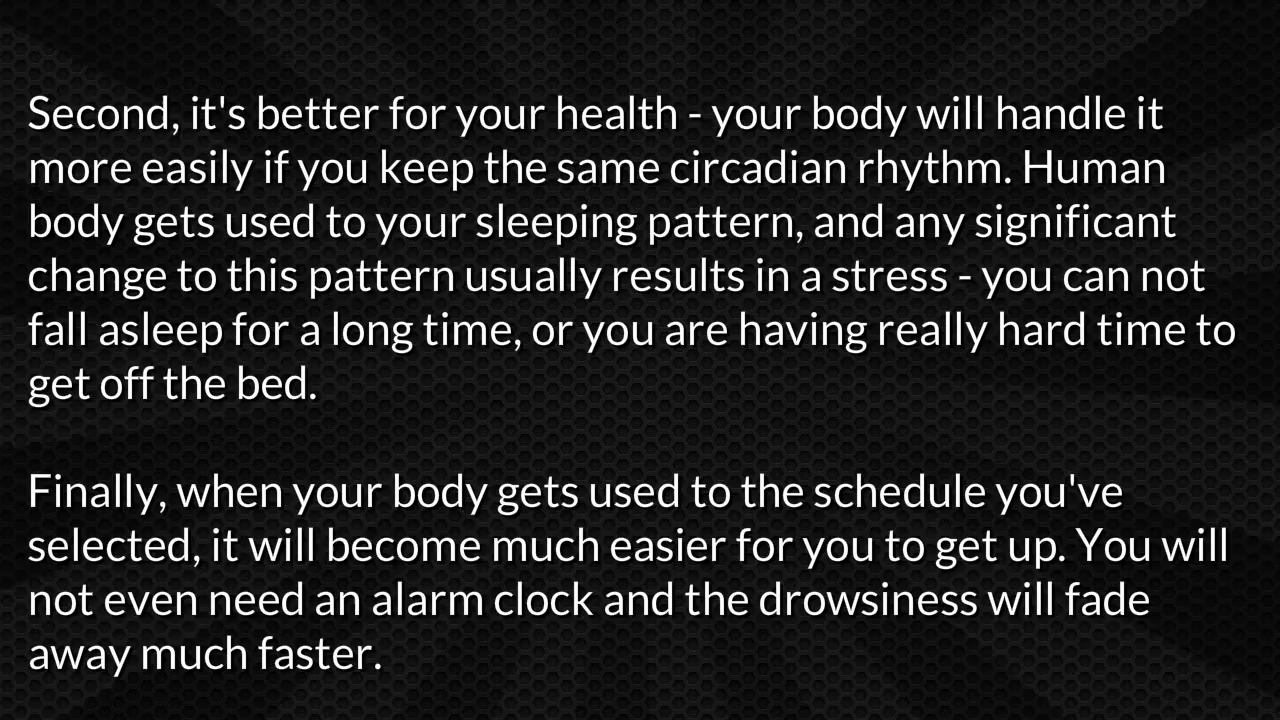 Second, it's better for your health - your body will handle it
more easily if you keep the same circadian rhythm. Human
body gets used to your sleeping pattern, and any significant
change to this pattern usually results in a stress - you can not
fall asleep for a long time, or you are having really hard time to
get off the bed.
Finally, when your body gets used to the schedule you've
selected, it will become much easier for you to get up. You will
not even need an alarm clock and the drowsiness will fade
away much faster.